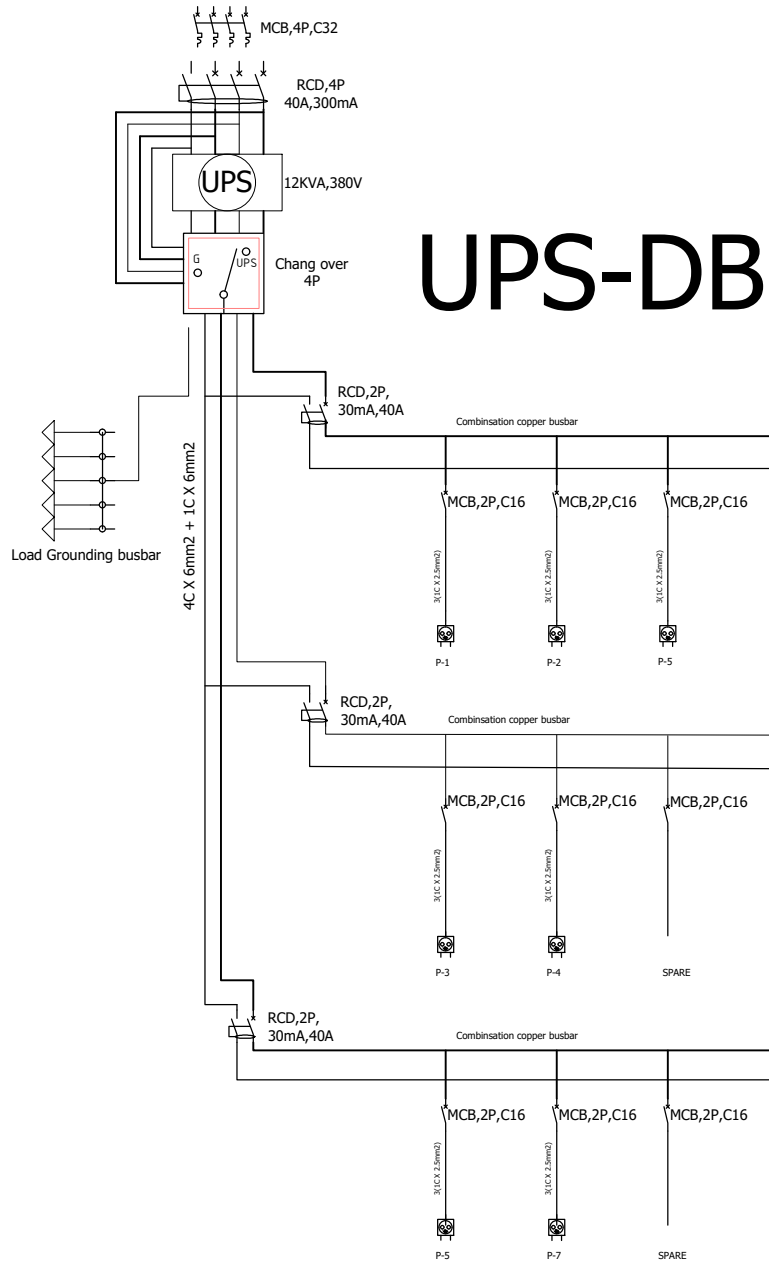 MCB,4P,C32
RCD,4P
40A,300mA
UPS
12KVA,380V
UPS-DB
G
UPS
Chang over
4P
RCD,2P,
30mA,40A
Combinsation copper busbar
MCB,2P,C16
MCB,2P,C16
MCB,2P,C16
Load Grounding busbar
4C X 6mm2 + 1C X 6mm2
3(1C X 2.5mm2)
3(1C X 2.5mm2)
3(1C X 2.5mm2)
P-1
P-2
P-5
RCD,2P,
30mA,40A
Combinsation copper busbar
MCB,2P,C16
MCB,2P,C16
MCB,2P,C16
3(1C X 2.5mm2)
3(1C X 2.5mm2)
P-3
P-4
SPARE
RCD,2P,
30mA,40A
Combinsation copper busbar
MCB,2P,C16
MCB,2P,C16
MCB,2P,C16
3(1C X 2.5mm2)
3(1C X 2.5mm2)
P-5
P-7
SPARE